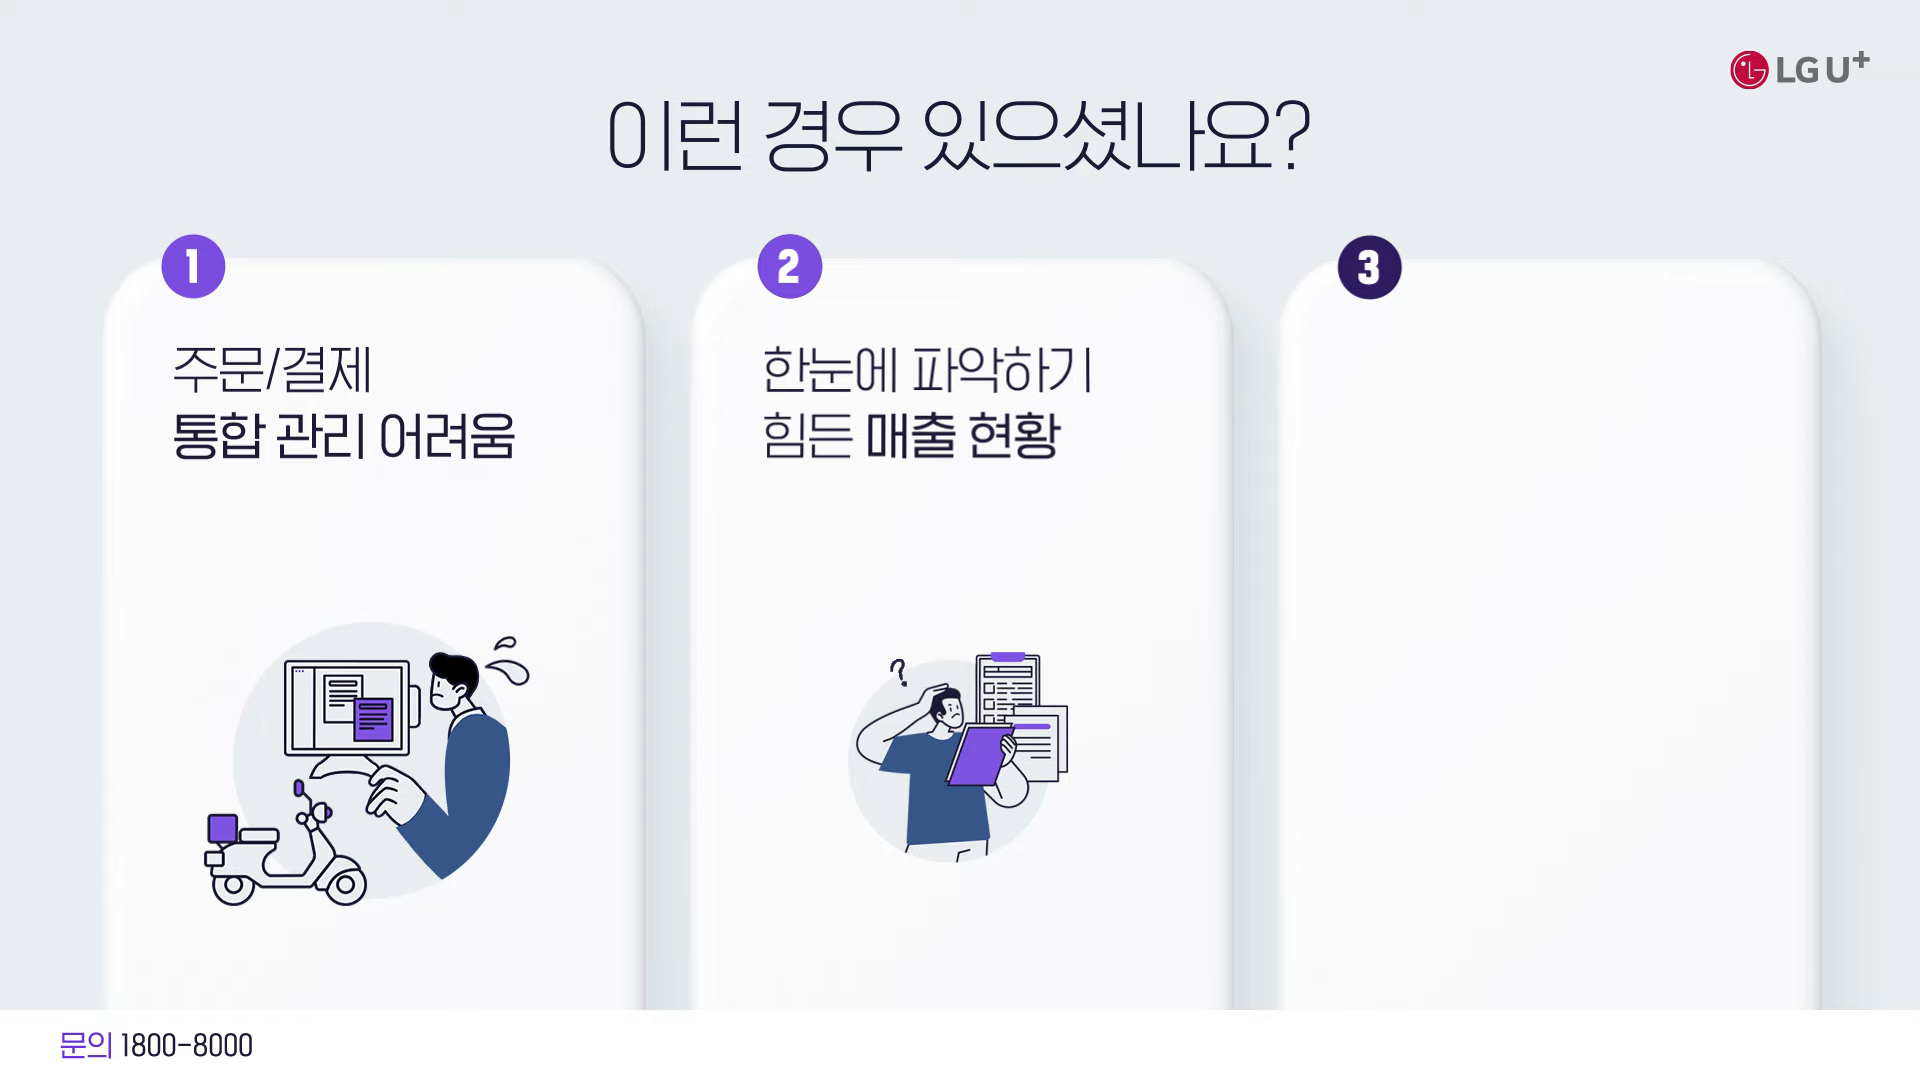 LG U+
이런 경우 있으셨나요?
1
주문/결제
통합 관리 어려움
2
한눈에 파악하기
힘든 매출 현황
?
3
문의 1800-8000